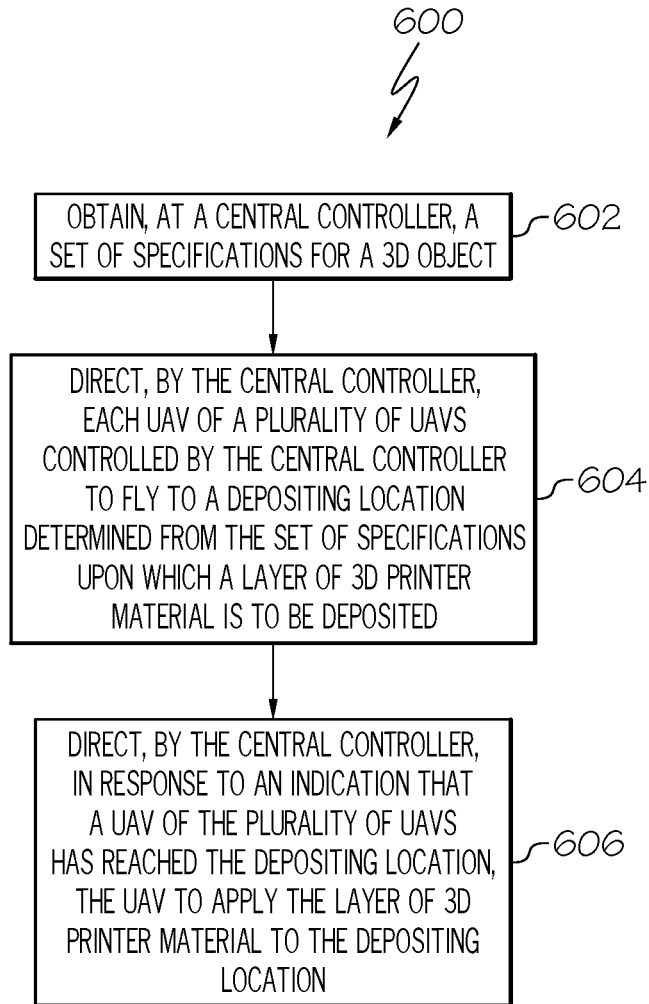 600
OBTAIN, AT A CENTRAL CONTROLLER, A
SET OF SPECIFICATIONS FOR A 3D OBJECT
602
DIRECT, BY THE CENTRAL CONTROLLER,
EACH UAV OF A PLURALITY OF UAVS
CONTROLLED BY THE CENTRAL CONTROLLER
TO FLY TO A DEPOSITING LOCATION
DETERMINED FROM THE SET OF SPECIFICATIONS
UPON WHICH A LAYER OF 3D PRINTER
MATERIAL IS TO BE DEPOSITED
604
DIRECT, BY THE CENTRAL CONTROLLER,
IN RESPONSE TO AN INDICATION THAT
A UAV OF THE PLURALITY OF UAVS
HAS REACHED THE DEPOSITING LOCATION,
THE UAV TO APPLY THE LAYER OF 3D
PRINTER MATERIAL TO THE DEPOSITING
LOCATION
606